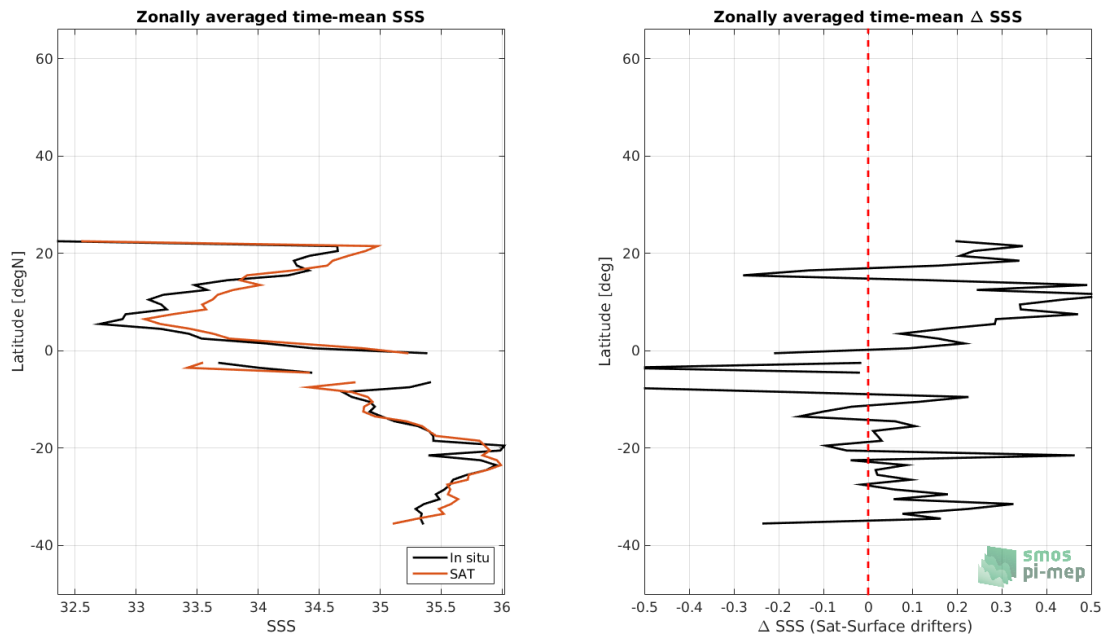 Zonally averaged time-mean SSS
60
40
20
0
-20
-40
Latitude [degN]
32.5 33 33.5 34 34.5 35 35.5 36
SSS
In situ
SAT
Zonally averaged time-mean Δ SSS
60
40
20
0
-20
-40
Latitude [deg]
-0.5 -0.4 -0.3 -0.2 -0.1 0 0.1 0.2 0.3 0.4 0.5
Δ SSS (Sat-Surface drifters)
smos
pi-mep